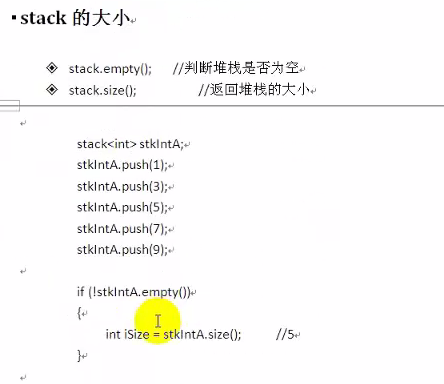 ▪stack 的大小
◈ stack.empty(); //判断堆栈是否为空
◈ stack.size(); //返回堆栈的大小
stack<int> stkIntA;
stkIntA.push(1);
stkIntA.push(3);
stkIntA.push(5);
stkIntA.push(7);
stkIntA.push(9);
if (!stkIntA.empty())
{
int iSize = stkIntA.size(); //5
}